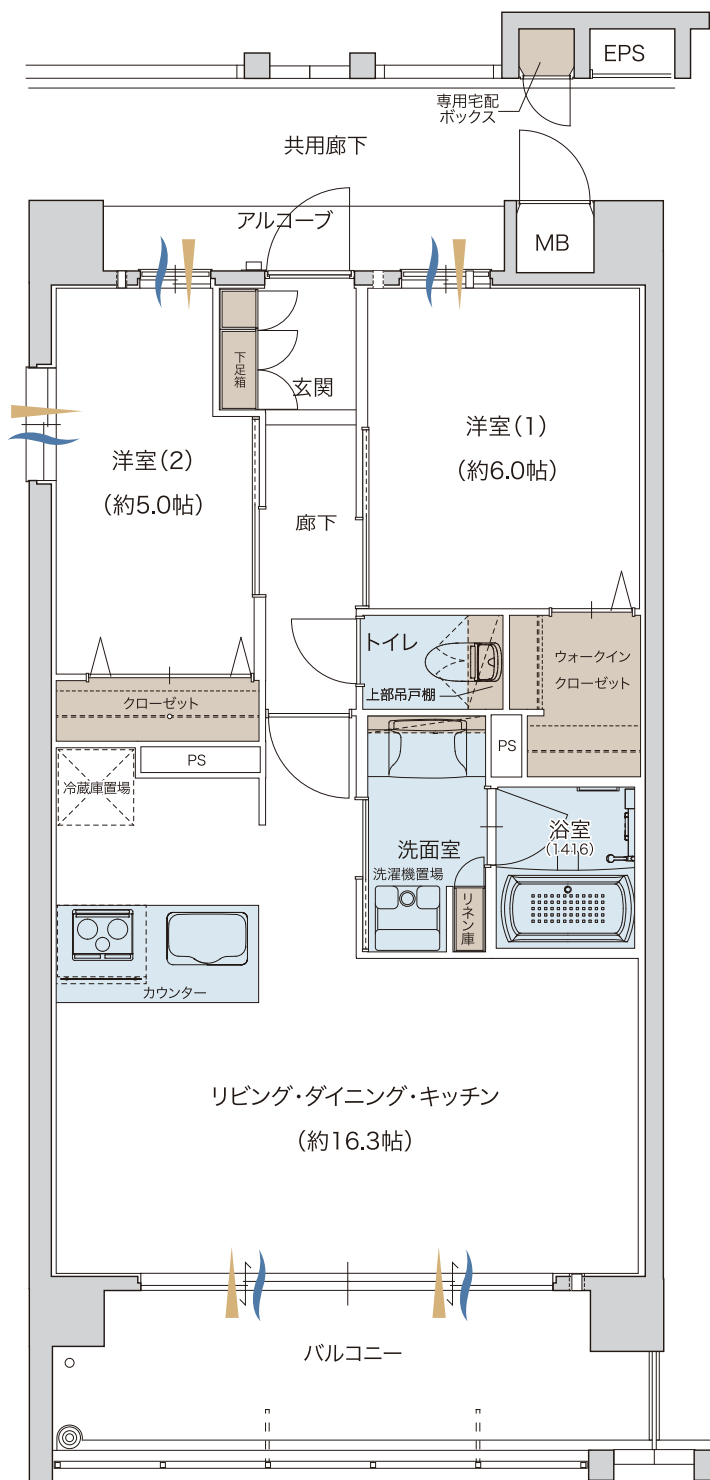 EPS
専用宅配
ボックス
共用廊下
アルコーブ
MB
下足箱
玄関
洋室(1)
(約6.0帖)
洋室(2)
(約5.0帖)
廊下
トイレ
上部吊戸棚
ウォークイン
クローゼット
クローゼット
PS
PS
冷蔵庫置場
洗面室
洗濯機置場
浴室
(1416)
リネン庫
カウンター
リビング・ダイニング・キッチン
(約16.3帖)
バルコニー